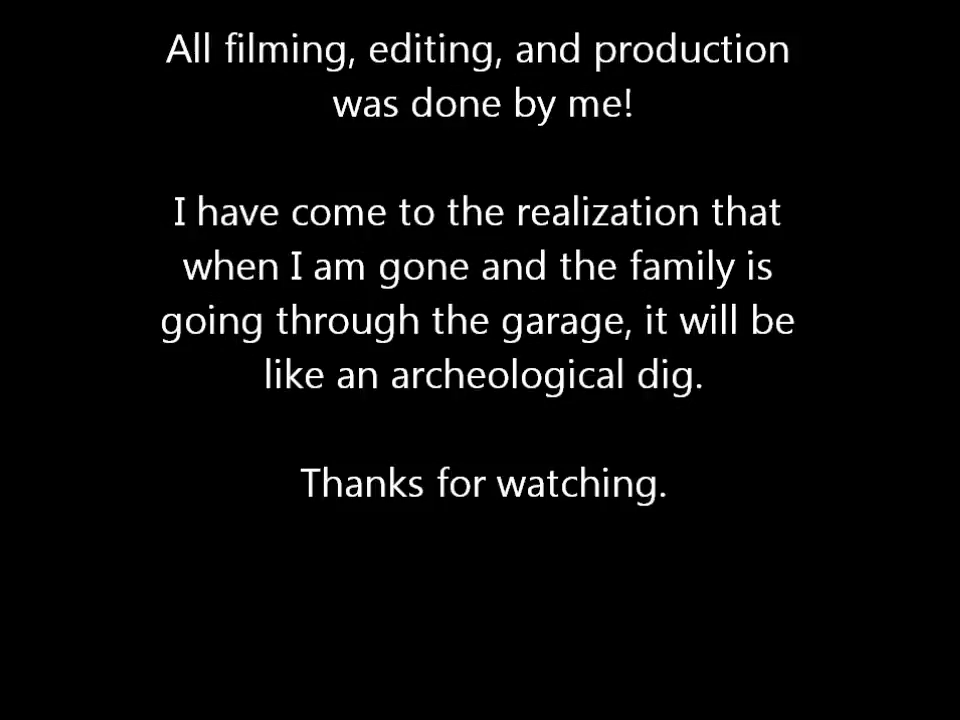 All filming, editing, and production
was done by me!
I have come to the realization that
when I am gone and the family is
going through the garage, it will be
like an archeological dig.
Thanks for watching.